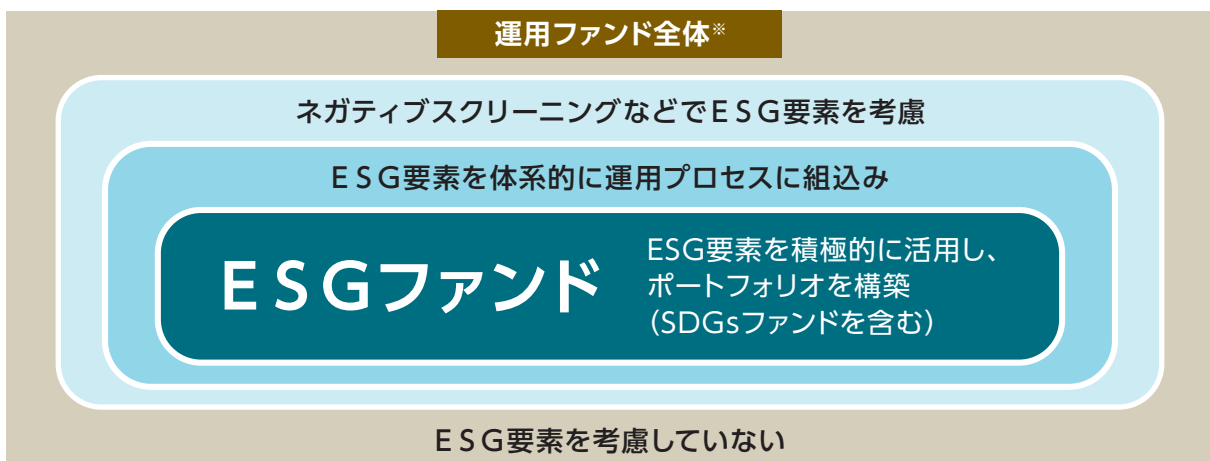 運用ファンド全体※
ネガティブスクリーニングなどでESG要素を考慮
ESG要素を体系的に運用プロセスに組込み
ESGファンド
ESG要素を積極的に活用し、
ポートフォリオを構築
(SDGsファンドを含む)
ESG要素を考慮していない